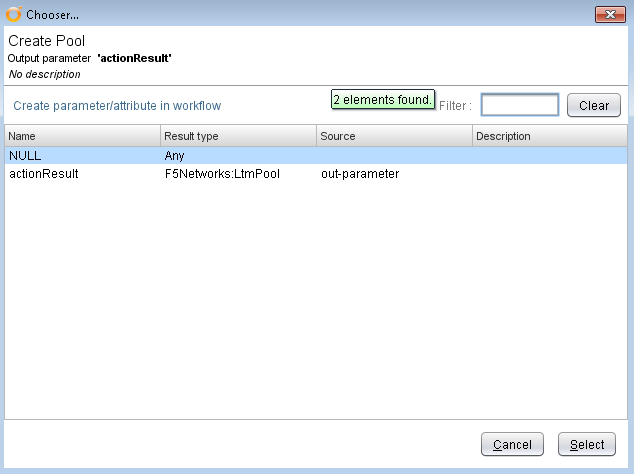 Chooser...
Create Pool
Output parameter 'actionResult'
No description
Create parameter/attribute in workflow
2 elements found.
Filter :
Clear
Name Result type Source Description
NULL Any
actionResult F5Networks:LtmPool out-parameter
Cancel Select